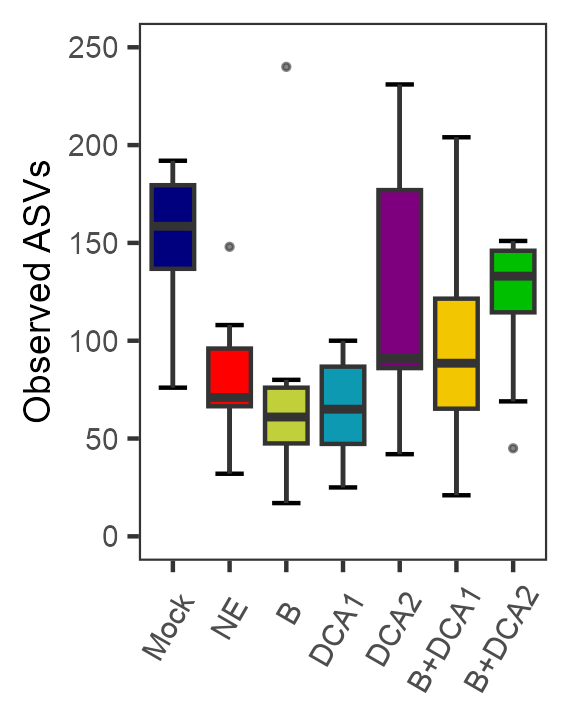 Observed ASVs
250
200
150
100
50
0
Mock
NE
B
DCA1
DCA2
B+DCA1
B+DCA2